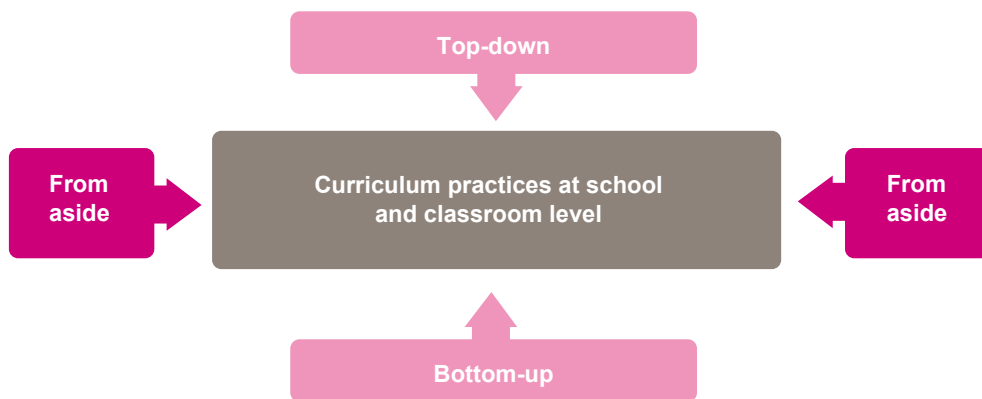 Top-down
From
aside
Curriculum practices at school
and classroom level
From
aside
Bottom-up